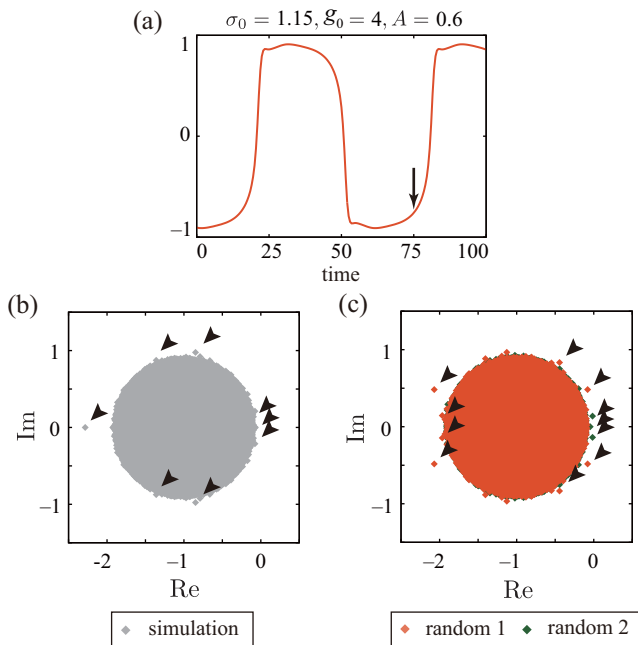 (a)
σ₀ = 1.15, g₀ = 4, A = 0.6
1
0
−1
0
25
50
75
100
time
(b)
(c)
Im
1
0
−1
−2
−1
0
Re
Im
1
0
−1
−2
−1
0
Re
simulation
random 1
random 2